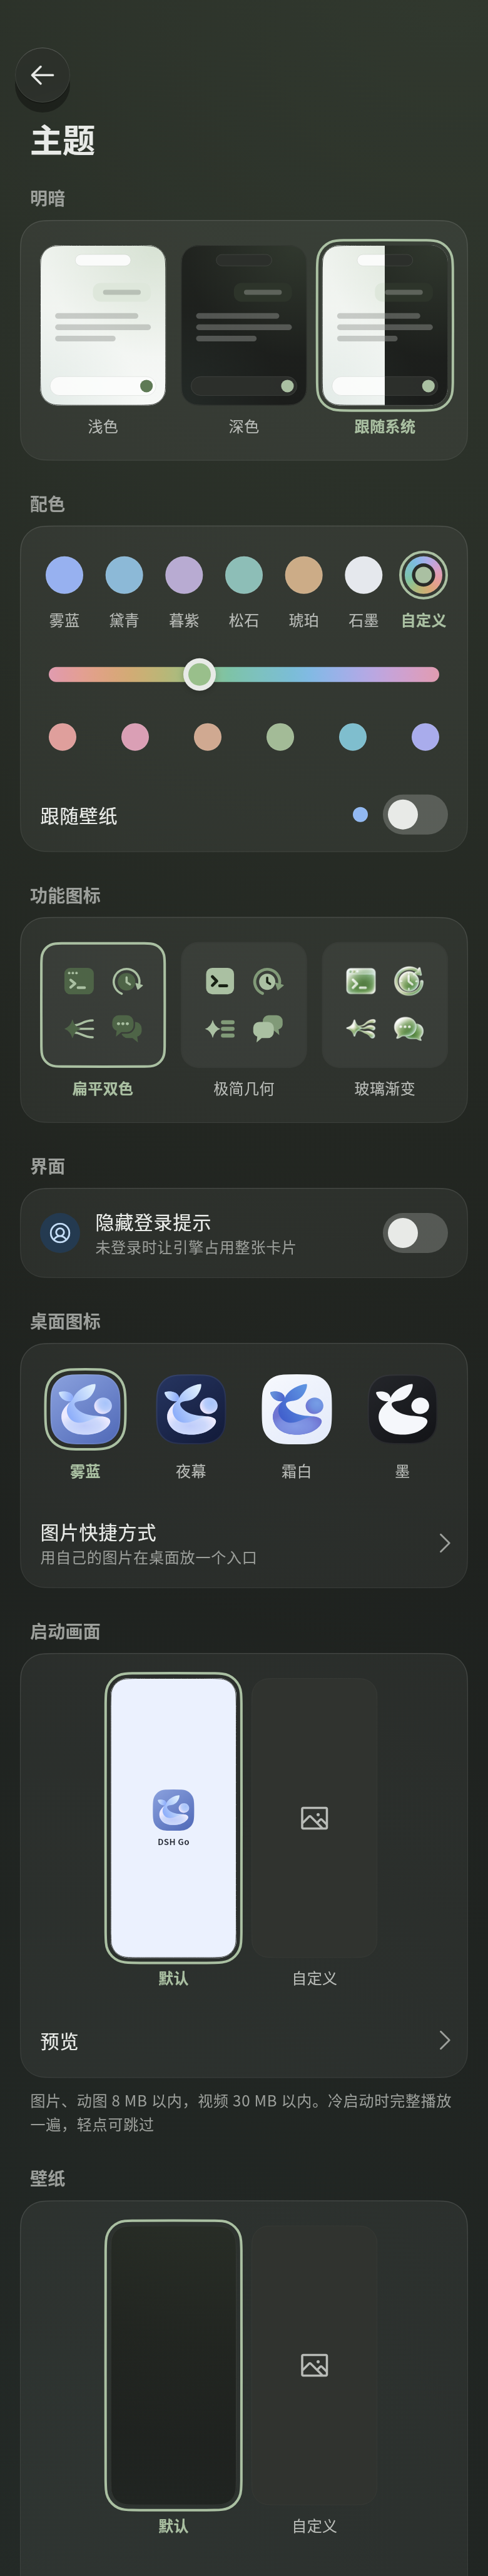 主题
明暗
浅色
深色
跟随系统
配色
雾蓝
黛青
暮紫
松石
琥珀
石墨
自定义
跟随壁纸
功能图标
扁平双色
极简几何
玻璃渐变
界面
隐藏登录提示
未登录时让引擎占用整张卡片
桌面图标
雾蓝
夜幕
霜白
墨
图片快捷方式
用自己的图片在桌面放一个入口
启动画面
DSH Go
默认
自定义
预览
图片、动图 8 MB 以内，视频 30 MB 以内。冷启动时完整播放
一遍，轻点可跳过
壁纸
默认
自定义